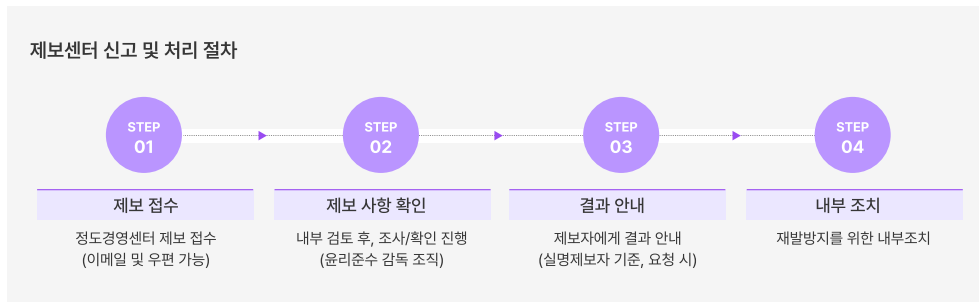 제보센터 신고 및 처리 절차
STEP
01
STEP
02
STEP
03
STEP
04
제보 접수
정도경영센터 제보 접수
(이메일 및 우편 가능)
제보 사항 확인
내부 검토 후, 조사/확인 진행
(윤리준수 감독 조직)
결과 안내
제보자에게 결과 안내
(실명제보자 기준, 요청 시)
내부 조치
재발방지를 위한 내부조치